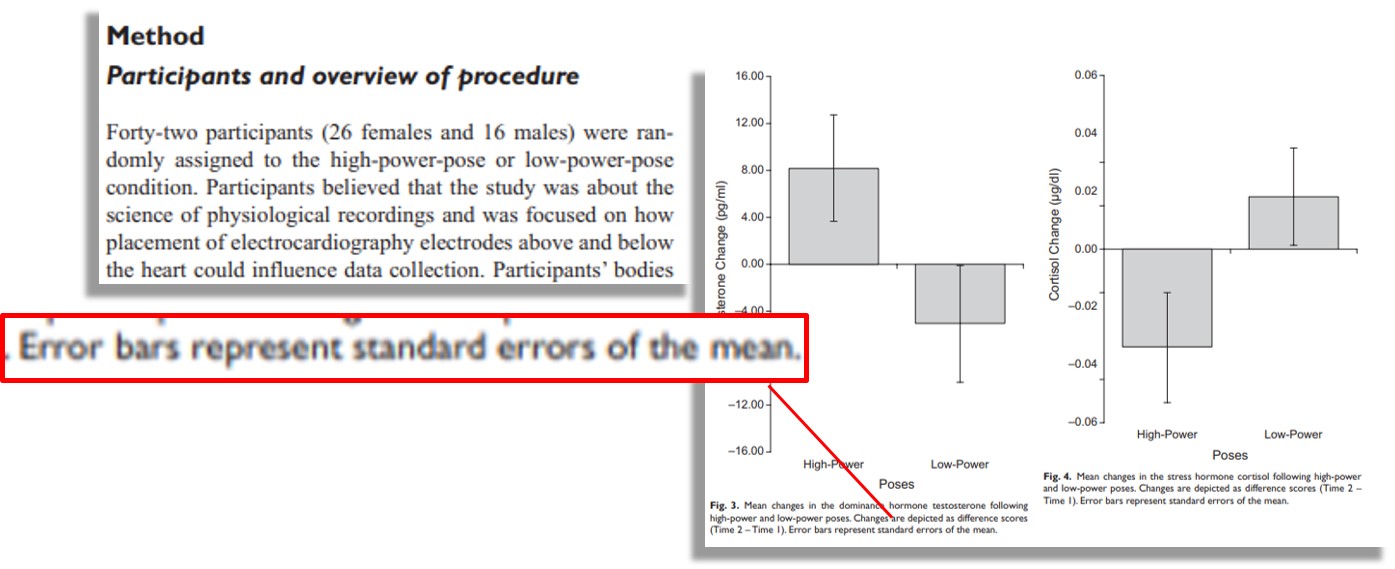 Method
Participants and overview of procedure
Forty-two participants (26 females and 16 males) were ran-
domly assigned to the high-power-pose or low-power-pose
condition. Participants believed that the study was about the
science of physiological recordings and was focused on how
placement of electrocardiography electrodes above and below
the heart could influence data collection. Participants’ bodies
. Error bars represent standard errors of the mean.
16.00
12.00
8.00
4.00
0.00
–4.00
–12.00
–16.00
sterone Change (pg/ml)
High-Power
Low-Power
Poses
Fig. 3. Mean changes in the dominance hormone testosterone following
high-power and low-power poses. Changes are depicted as difference scores
(Time 2 – Time 1). Error bars represent standard errors of the mean.
0.06
0.04
0.02
0.00
–0.02
–0.04
–0.06
Cortisol Change (µg/dl)
High-Power
Low-Power
Poses
Fig. 4. Mean changes in the stress hormone cortisol following high-power
and low-power poses. Changes are depicted as difference scores (Time 2 –
Time 1). Error bars represent standard errors of the mean.